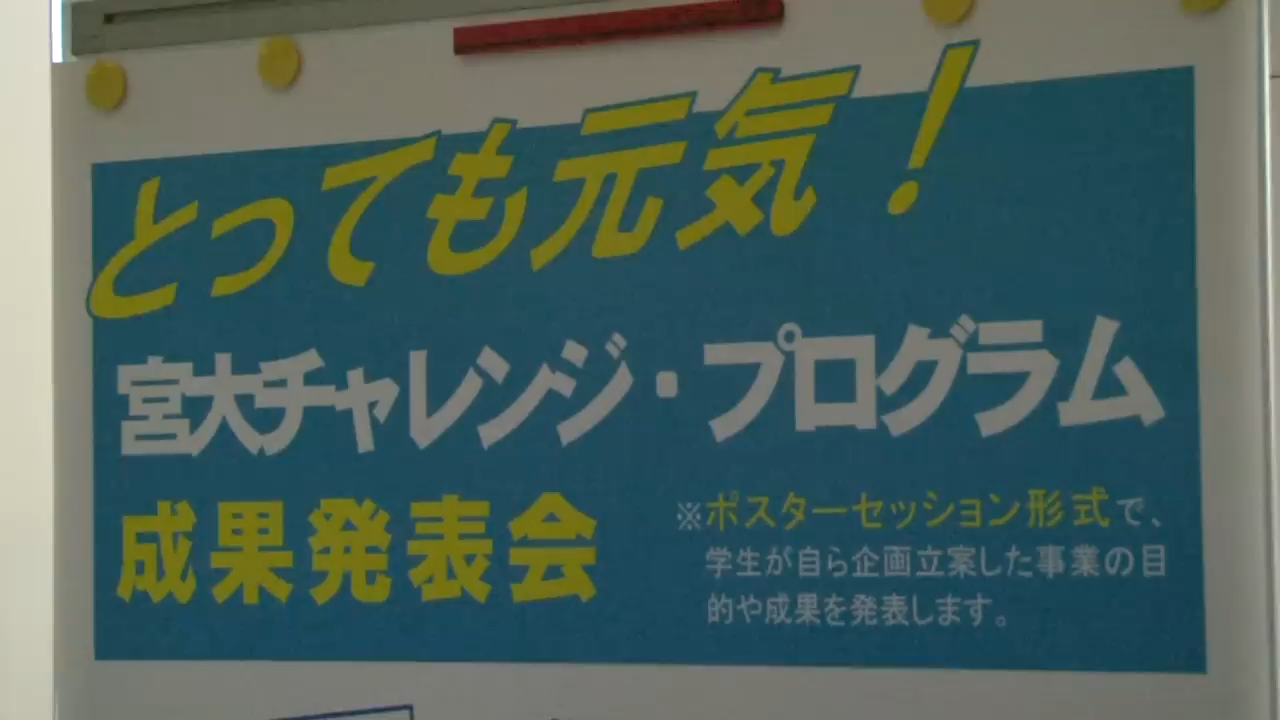 とっても元気！
宮大チャレンジ・プログラム
成果発表会
※ポスターセッション形式で、
学生が自ら企画立案した事業の目
的や成果を発表します。